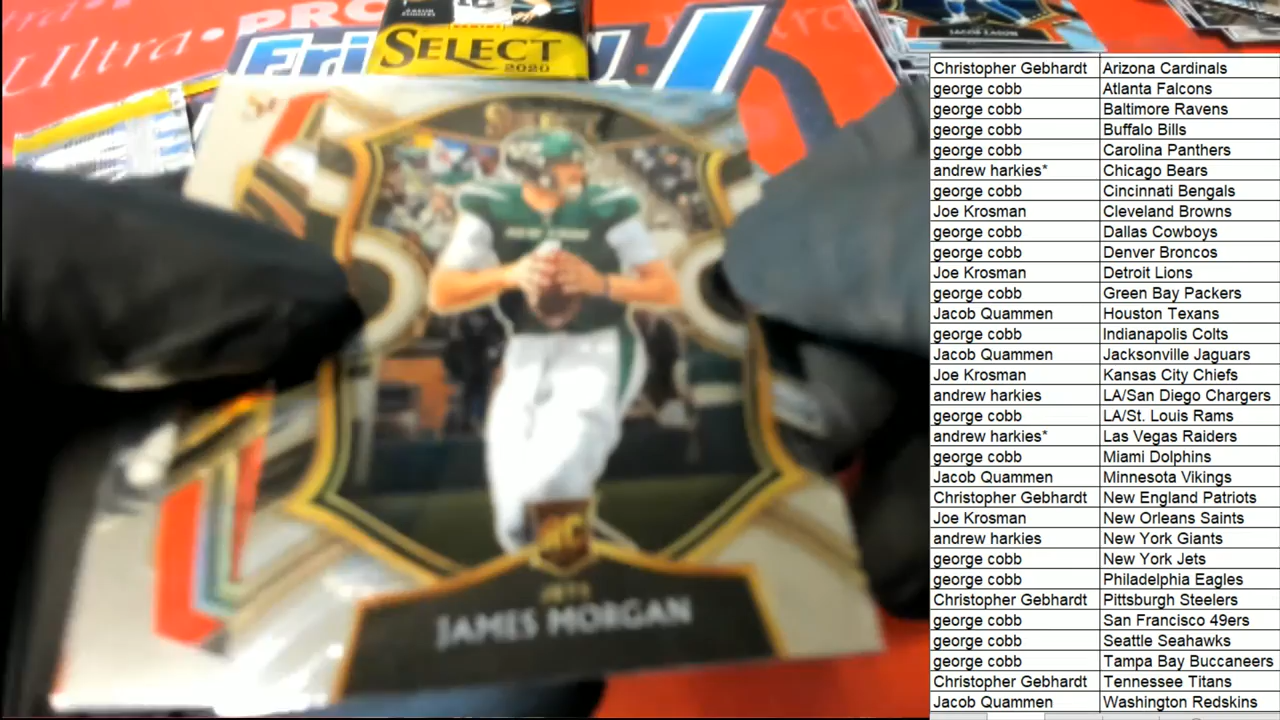 Ultra • PRO
Fri
SELECT
2020
JACOB EASON
Se
RC
JETS
JAMES MORGAN
Christopher Gebhardt Arizona Cardinals
george cobb Atlanta Falcons
george cobb Baltimore Ravens
george cobb Buffalo Bills
george cobb Carolina Panthers
andrew harkies* Chicago Bears
george cobb Cincinnati Bengals
Joe Krosman Cleveland Browns
george cobb Dallas Cowboys
george cobb Denver Broncos
Joe Krosman Detroit Lions
george cobb Green Bay Packers
Jacob Quammen Houston Texans
george cobb Indianapolis Colts
Jacob Quammen Jacksonville Jaguars
Joe Krosman Kansas City Chiefs
andrew harkies LA/San Diego Chargers
george cobb LA/St. Louis Rams
andrew harkies* Las Vegas Raiders
george cobb Miami Dolphins
Jacob Quammen Minnesota Vikings
Christopher Gebhardt New England Patriots
Joe Krosman New Orleans Saints
andrew harkies New York Giants
george cobb New York Jets
george cobb Philadelphia Eagles
Christopher Gebhardt Pittsburgh Steelers
george cobb San Francisco 49ers
george cobb Seattle Seahawks
george cobb Tampa Bay Buccaneers
Christopher Gebhardt Tennessee Titans
Jacob Quammen Washington Redskins